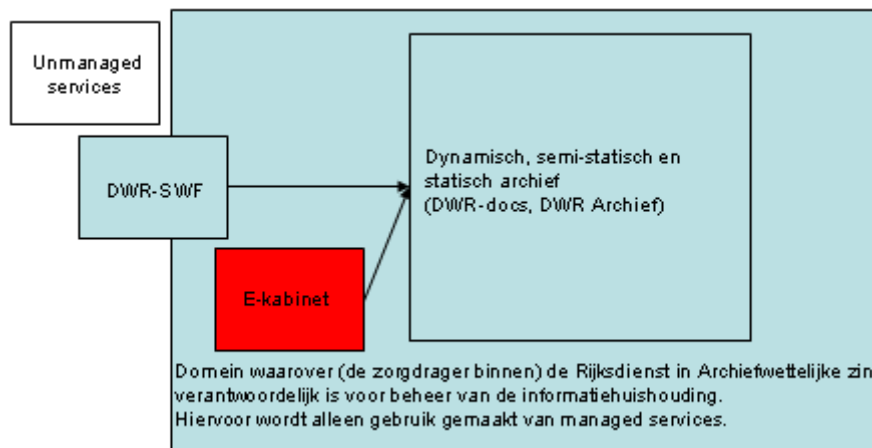 Unmanaged
services
DWR-SWF
Dynamisch, semi-statisch en
statisch archief
(DWR-docs, DWR Archief)
E-kabinet
Domein waarover (de zorgdrager binnen) de Rijksdienst in Archiefwettelijke zin
verantwoordelijk is voor beheer van de informatiehuishouding.
Hiervoor wordt alleen gebruik gemaakt van managed services.